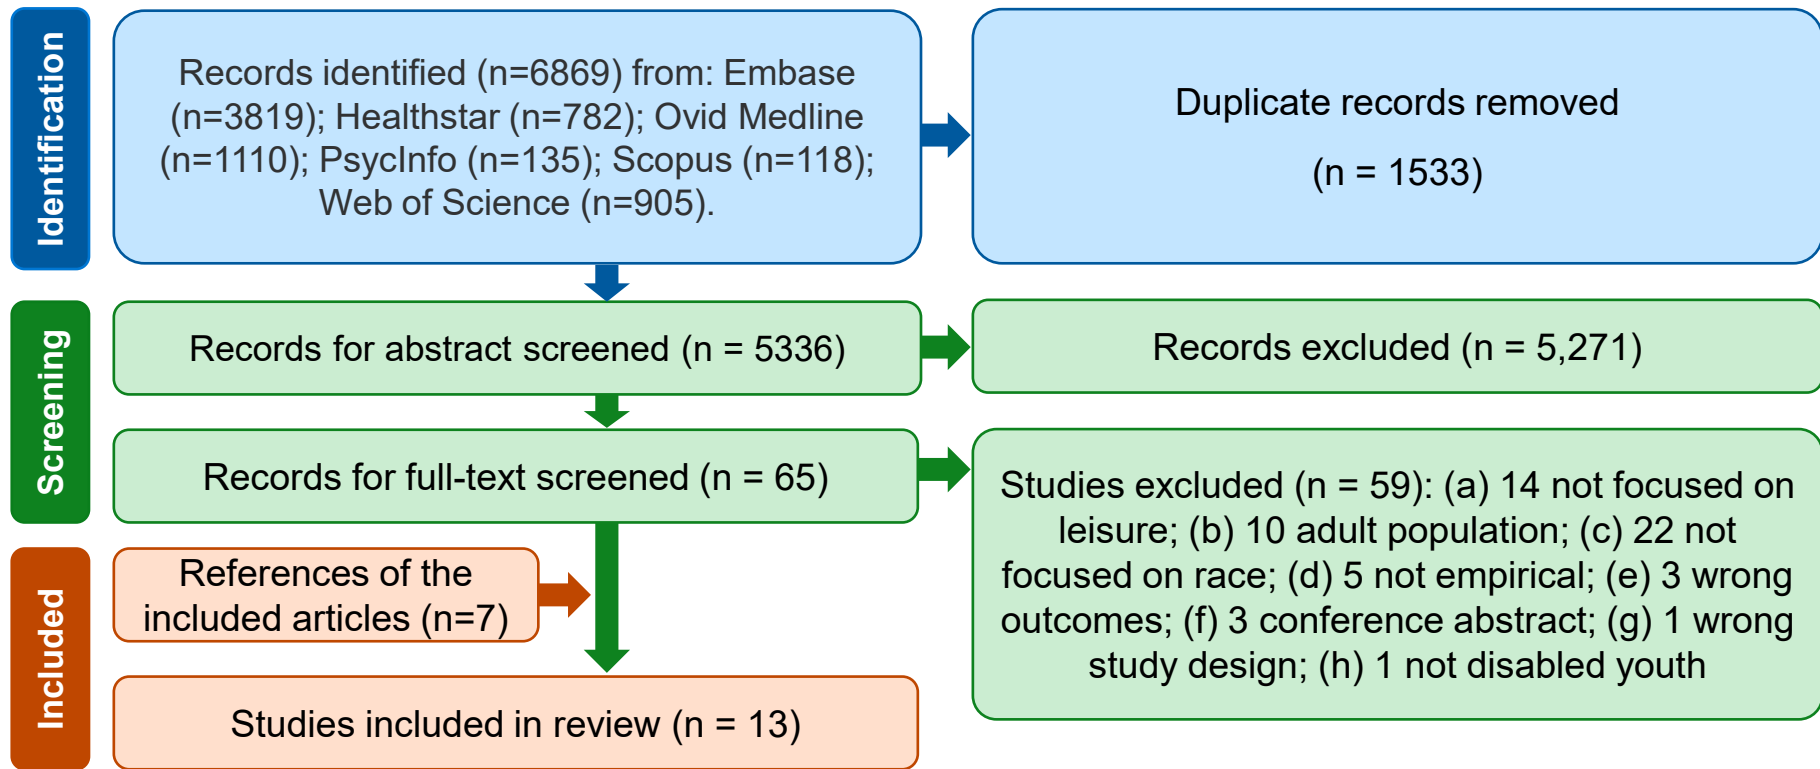 Identification
Records identified (n=6869) from: Embase
(n=3819); Healthstar (n=782); Ovid Medline
(n=1110); PsycInfo (n=135); Scopus (n=118);
Web of Science (n=905).
Duplicate records removed
(n = 1533)
Screening
Records for abstract screened (n = 5336)
Records excluded (n = 5,271)
Records for full-text screened (n = 65)
Studies excluded (n = 59): (a) 14 not focused on
leisure; (b) 10 adult population; (c) 22 not
focused on race; (d) 5 not empirical; (e) 3 wrong
outcomes; (f) 3 conference abstract; (g) 1 wrong
study design; (h) 1 not disabled youth
Included
References of the
included articles (n=7)
Studies included in review (n = 13)